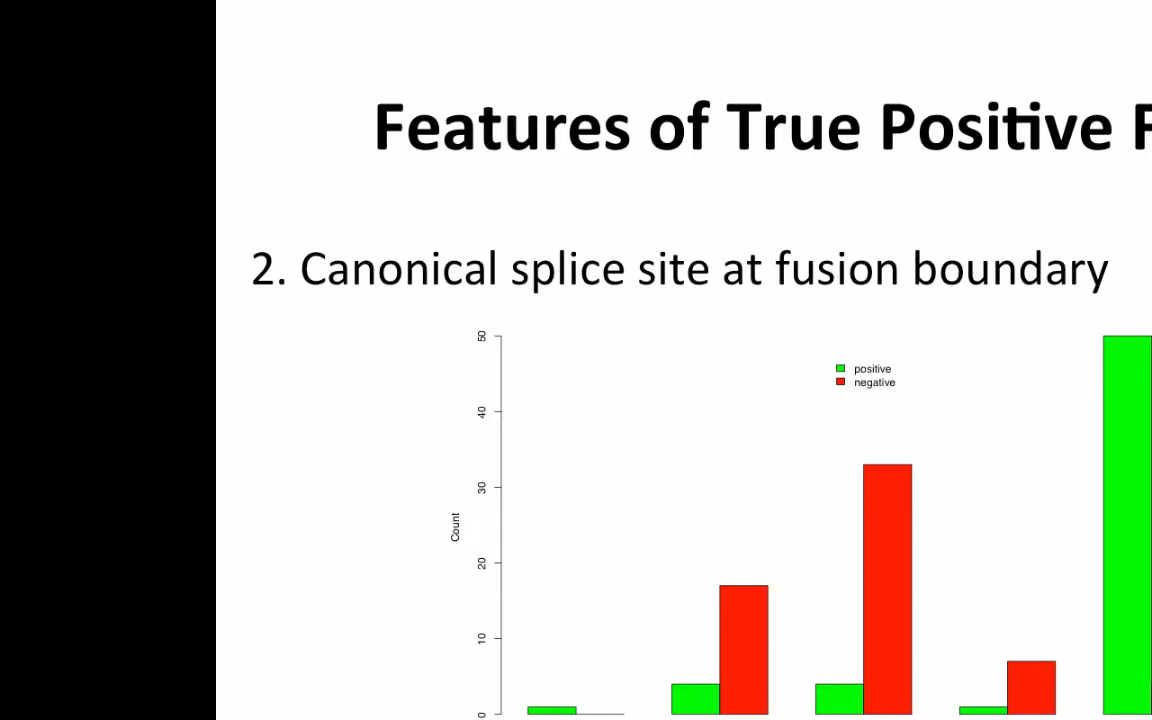 Features of True Positive F
2. Canonical splice site at fusion boundary
50
positive
negative
40
30
Count
20
10
0